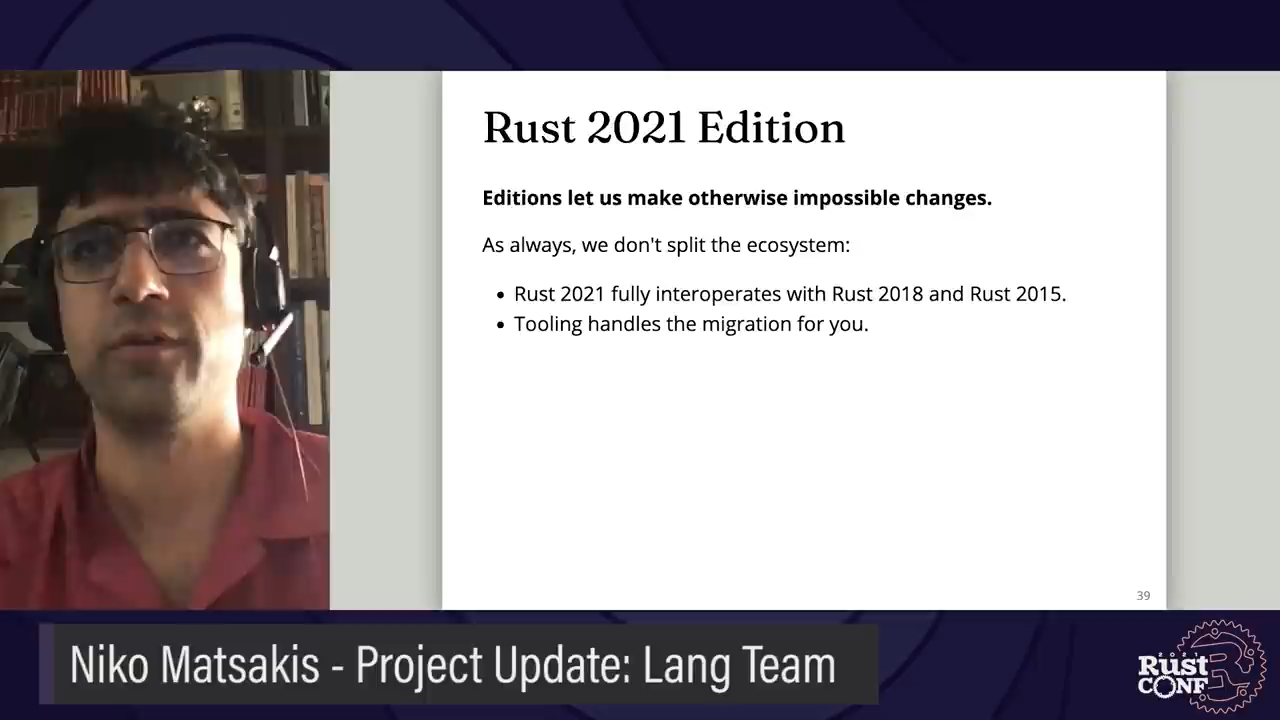 Rust 2021 Edition
Editions let us make otherwise impossible changes.
As always, we don't split the ecosystem:
• Rust 2021 fully interoperates with Rust 2018 and Rust 2015.
• Tooling handles the migration for you.
39
Niko Matsakis - Project Update: Lang Team
Rust
CONF